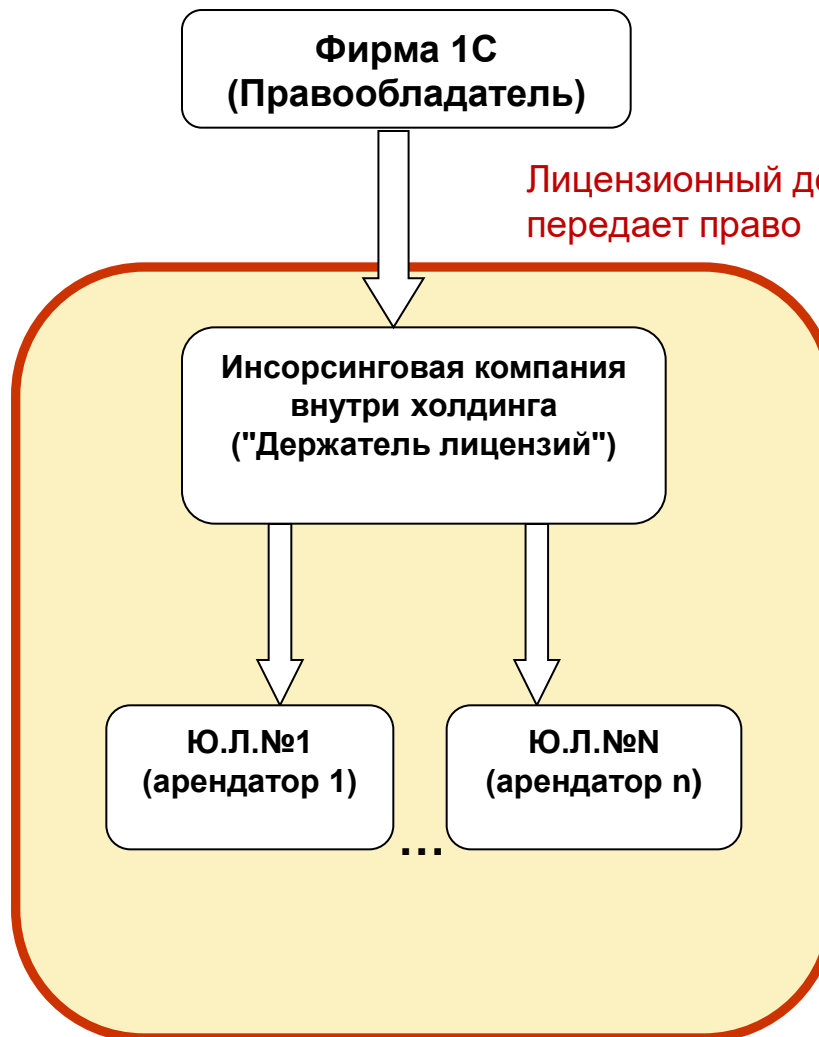 Фирма 1С
(Правообладатель)
Лицензионный
передает право
Инсорсинговая компания
внутри холдинга
("Держатель лицензий")
Ю.Л.№1
(арендатор 1)
...
Ю.Л.№N
(арендатор n)